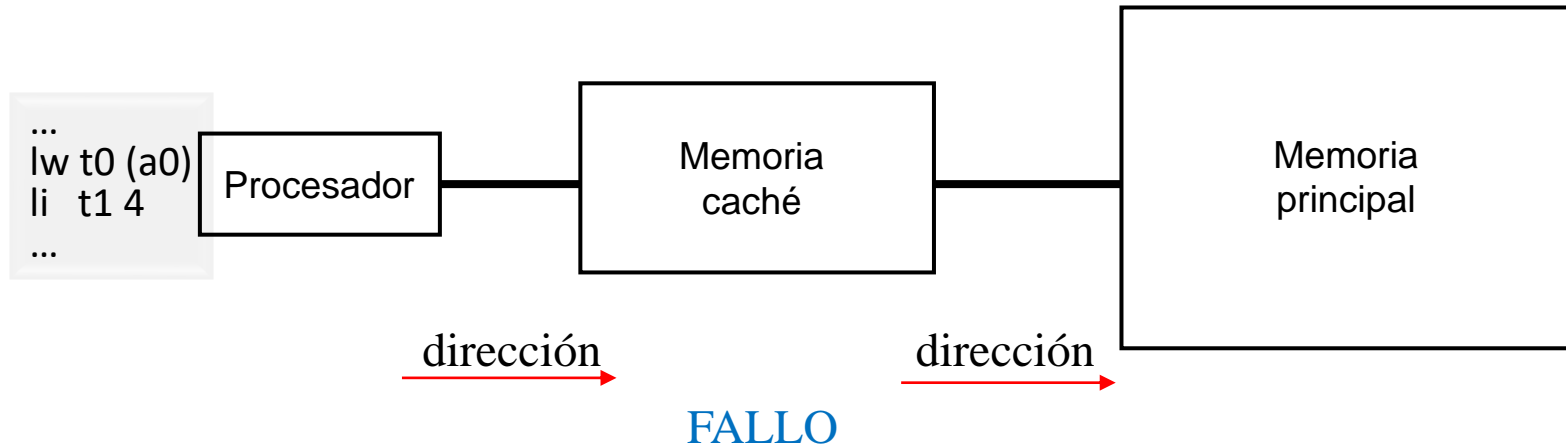 ...
lw t0 (a0)
li t1 4
...
Procesador
Memoria
caché
Memoria
principal
dirección
dirección
FALLO